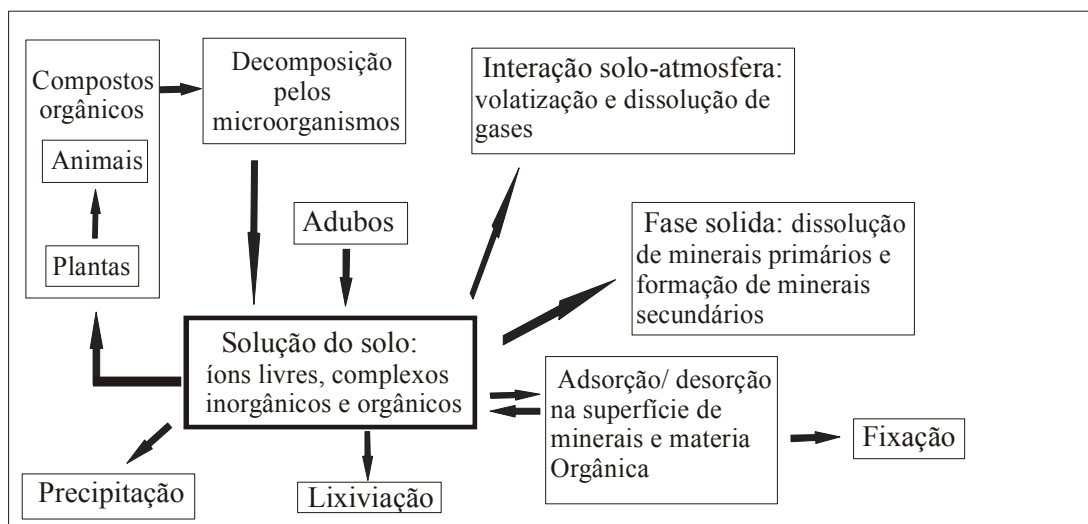 Compostos
orgânicos
Animais
Plantas
Decomposição
pelos
microorganismos
Adubos
Interação solo-atmosfera:
volatização e dissolução de
gases
Fase solida: dissolução
de minerais primários e
formação de minerais
secundários
Solução do solo:
íons livres, complexos
inorgânicos e orgânicos
Adsorção/ desorção
na superfície de
minerais e materia
Orgânica
Fixação
Precipitação
Lixiviação